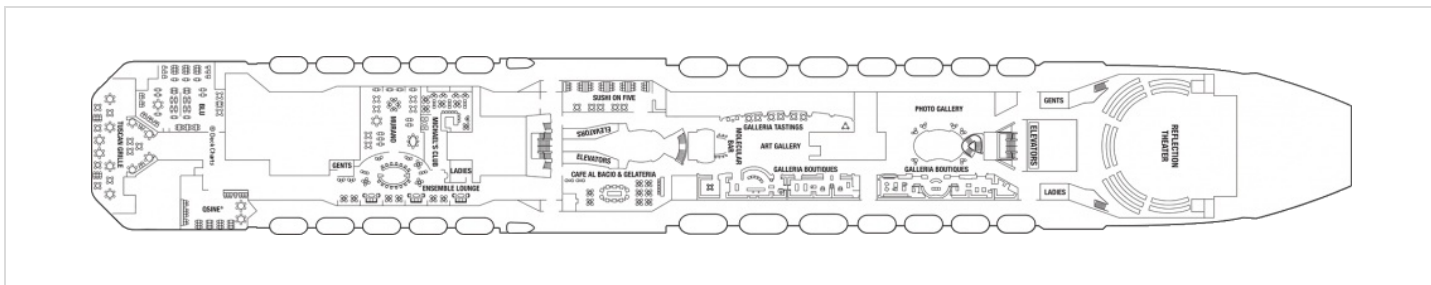 TUSCAN GRILLE
BLU
QSINE®
GENTS
MURANO
MICHAEL'S CLUB
LADIES
ENSEMBLE LOUNGE
SUSHI ON FIVE
ELEVATORS
ELEVATORS
CAFE AL BACIO & GELATERIA
MOLECULAR
BAR
GALLERIA TASTINGS
ART GALLERY
GALLERIA BOUTIQUES
PHOTO GALLERY
GALLERIA BOUTIQUES
GENTS
ELEVATORS
LADIES
REFLECTION
THEATER